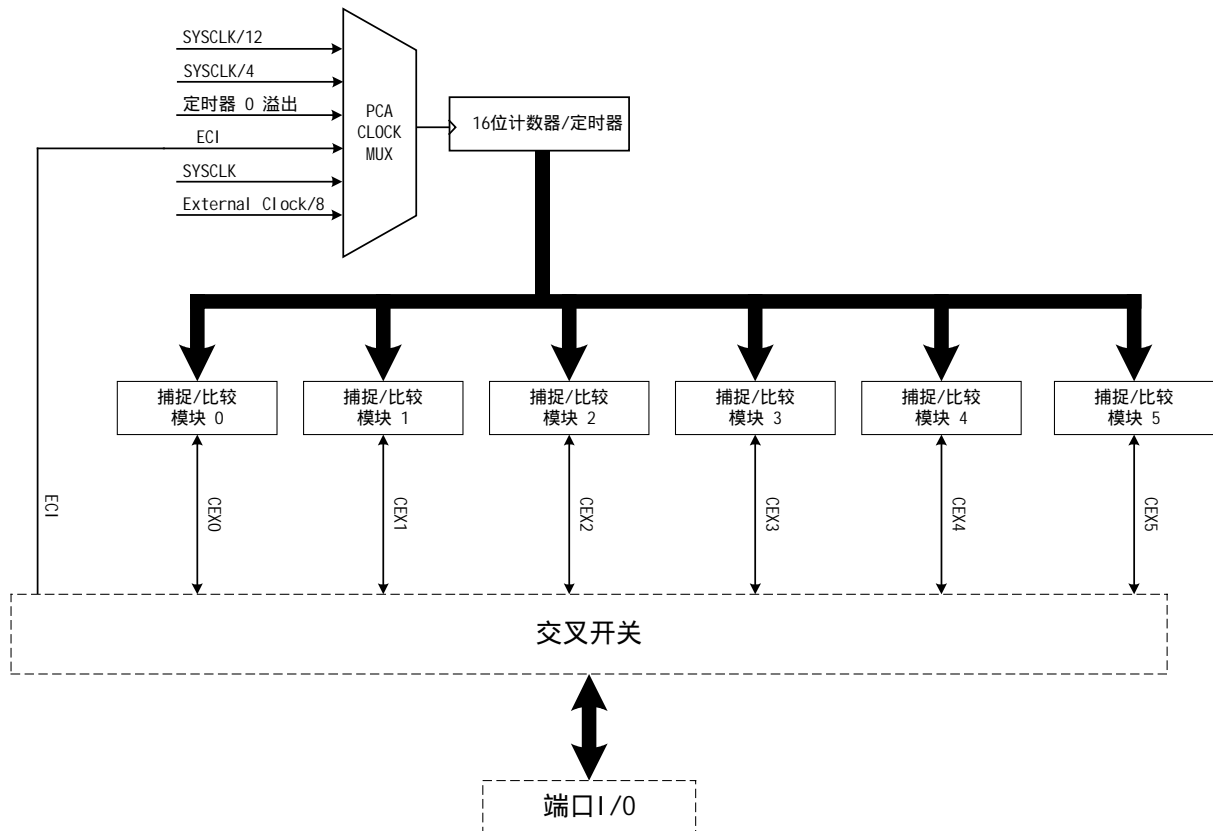 SYSCLK/12
SYSCLK/4
定时器 0 溢出
ECI
SYSCLK
External Clock/8
PCA
CLOCK
MUX
16位计数器/定时器
捕捉/比较
模块 0
捕捉/比较
模块 1
捕捉/比较
模块 2
捕捉/比较
模块 3
捕捉/比较
模块 4
捕捉/比较
模块 5
ECI
CEX0
CEX1
CEX2
CEX3
CEX4
CEX5
交叉开关
端口I/O